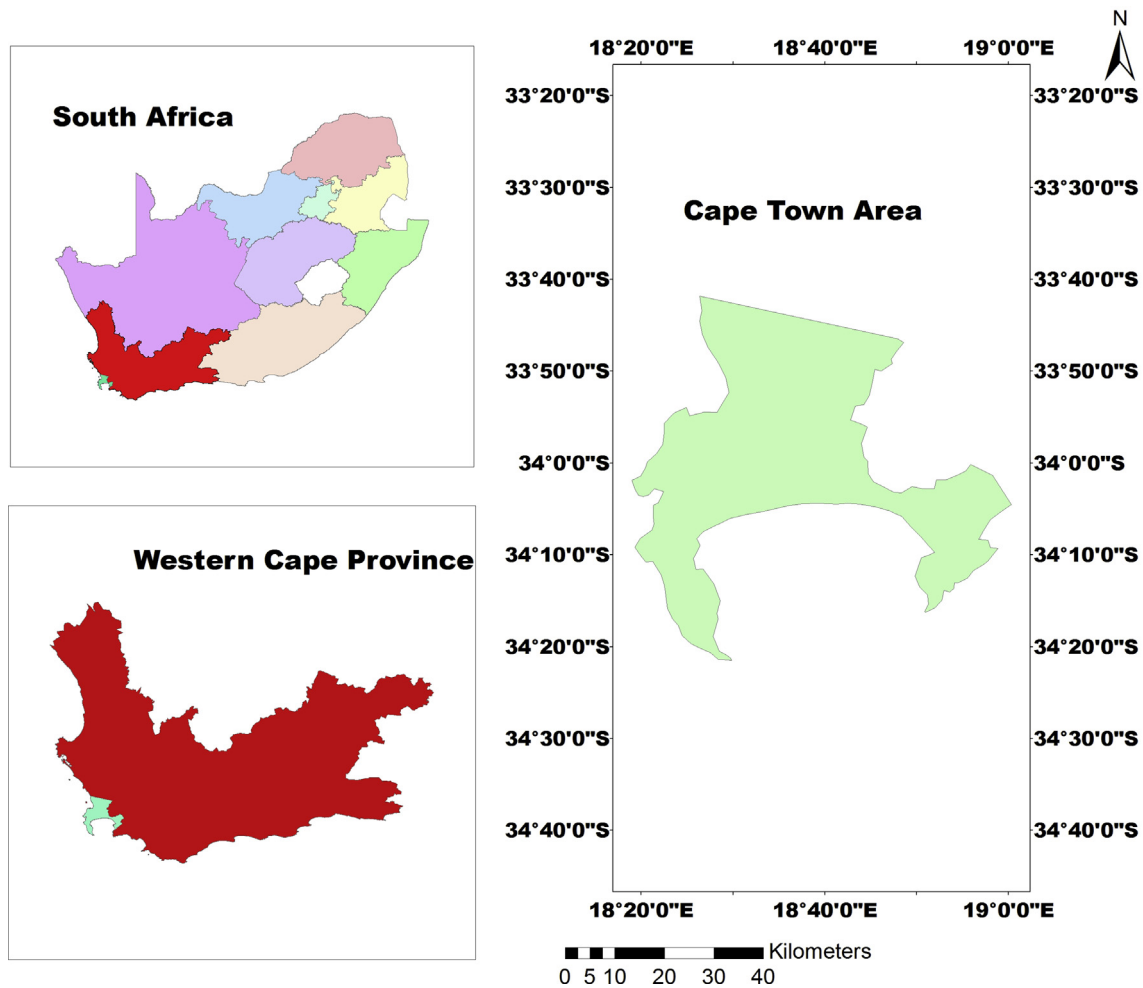 N
18°20'0"E 18°40'0"E 19°0'0"E
South Africa
33°20'0"S 33°20'0"S
33°30'0"S 33°30'0"S
Cape Town Area
33°40'0"S 33°40'0"S
33°50'0"S 33°50'0"S
34°0'0"S 34°0'0"S
Western Cape Province
34°10'0"S 34°10'0"S
34°20'0"S 34°20'0"S
34°30'0"S 34°30'0"S
34°40'0"S 34°40'0"S
18°20'0"E 18°40'0"E 19°0'0"E
Kilometers
0 5 10 20 30 40